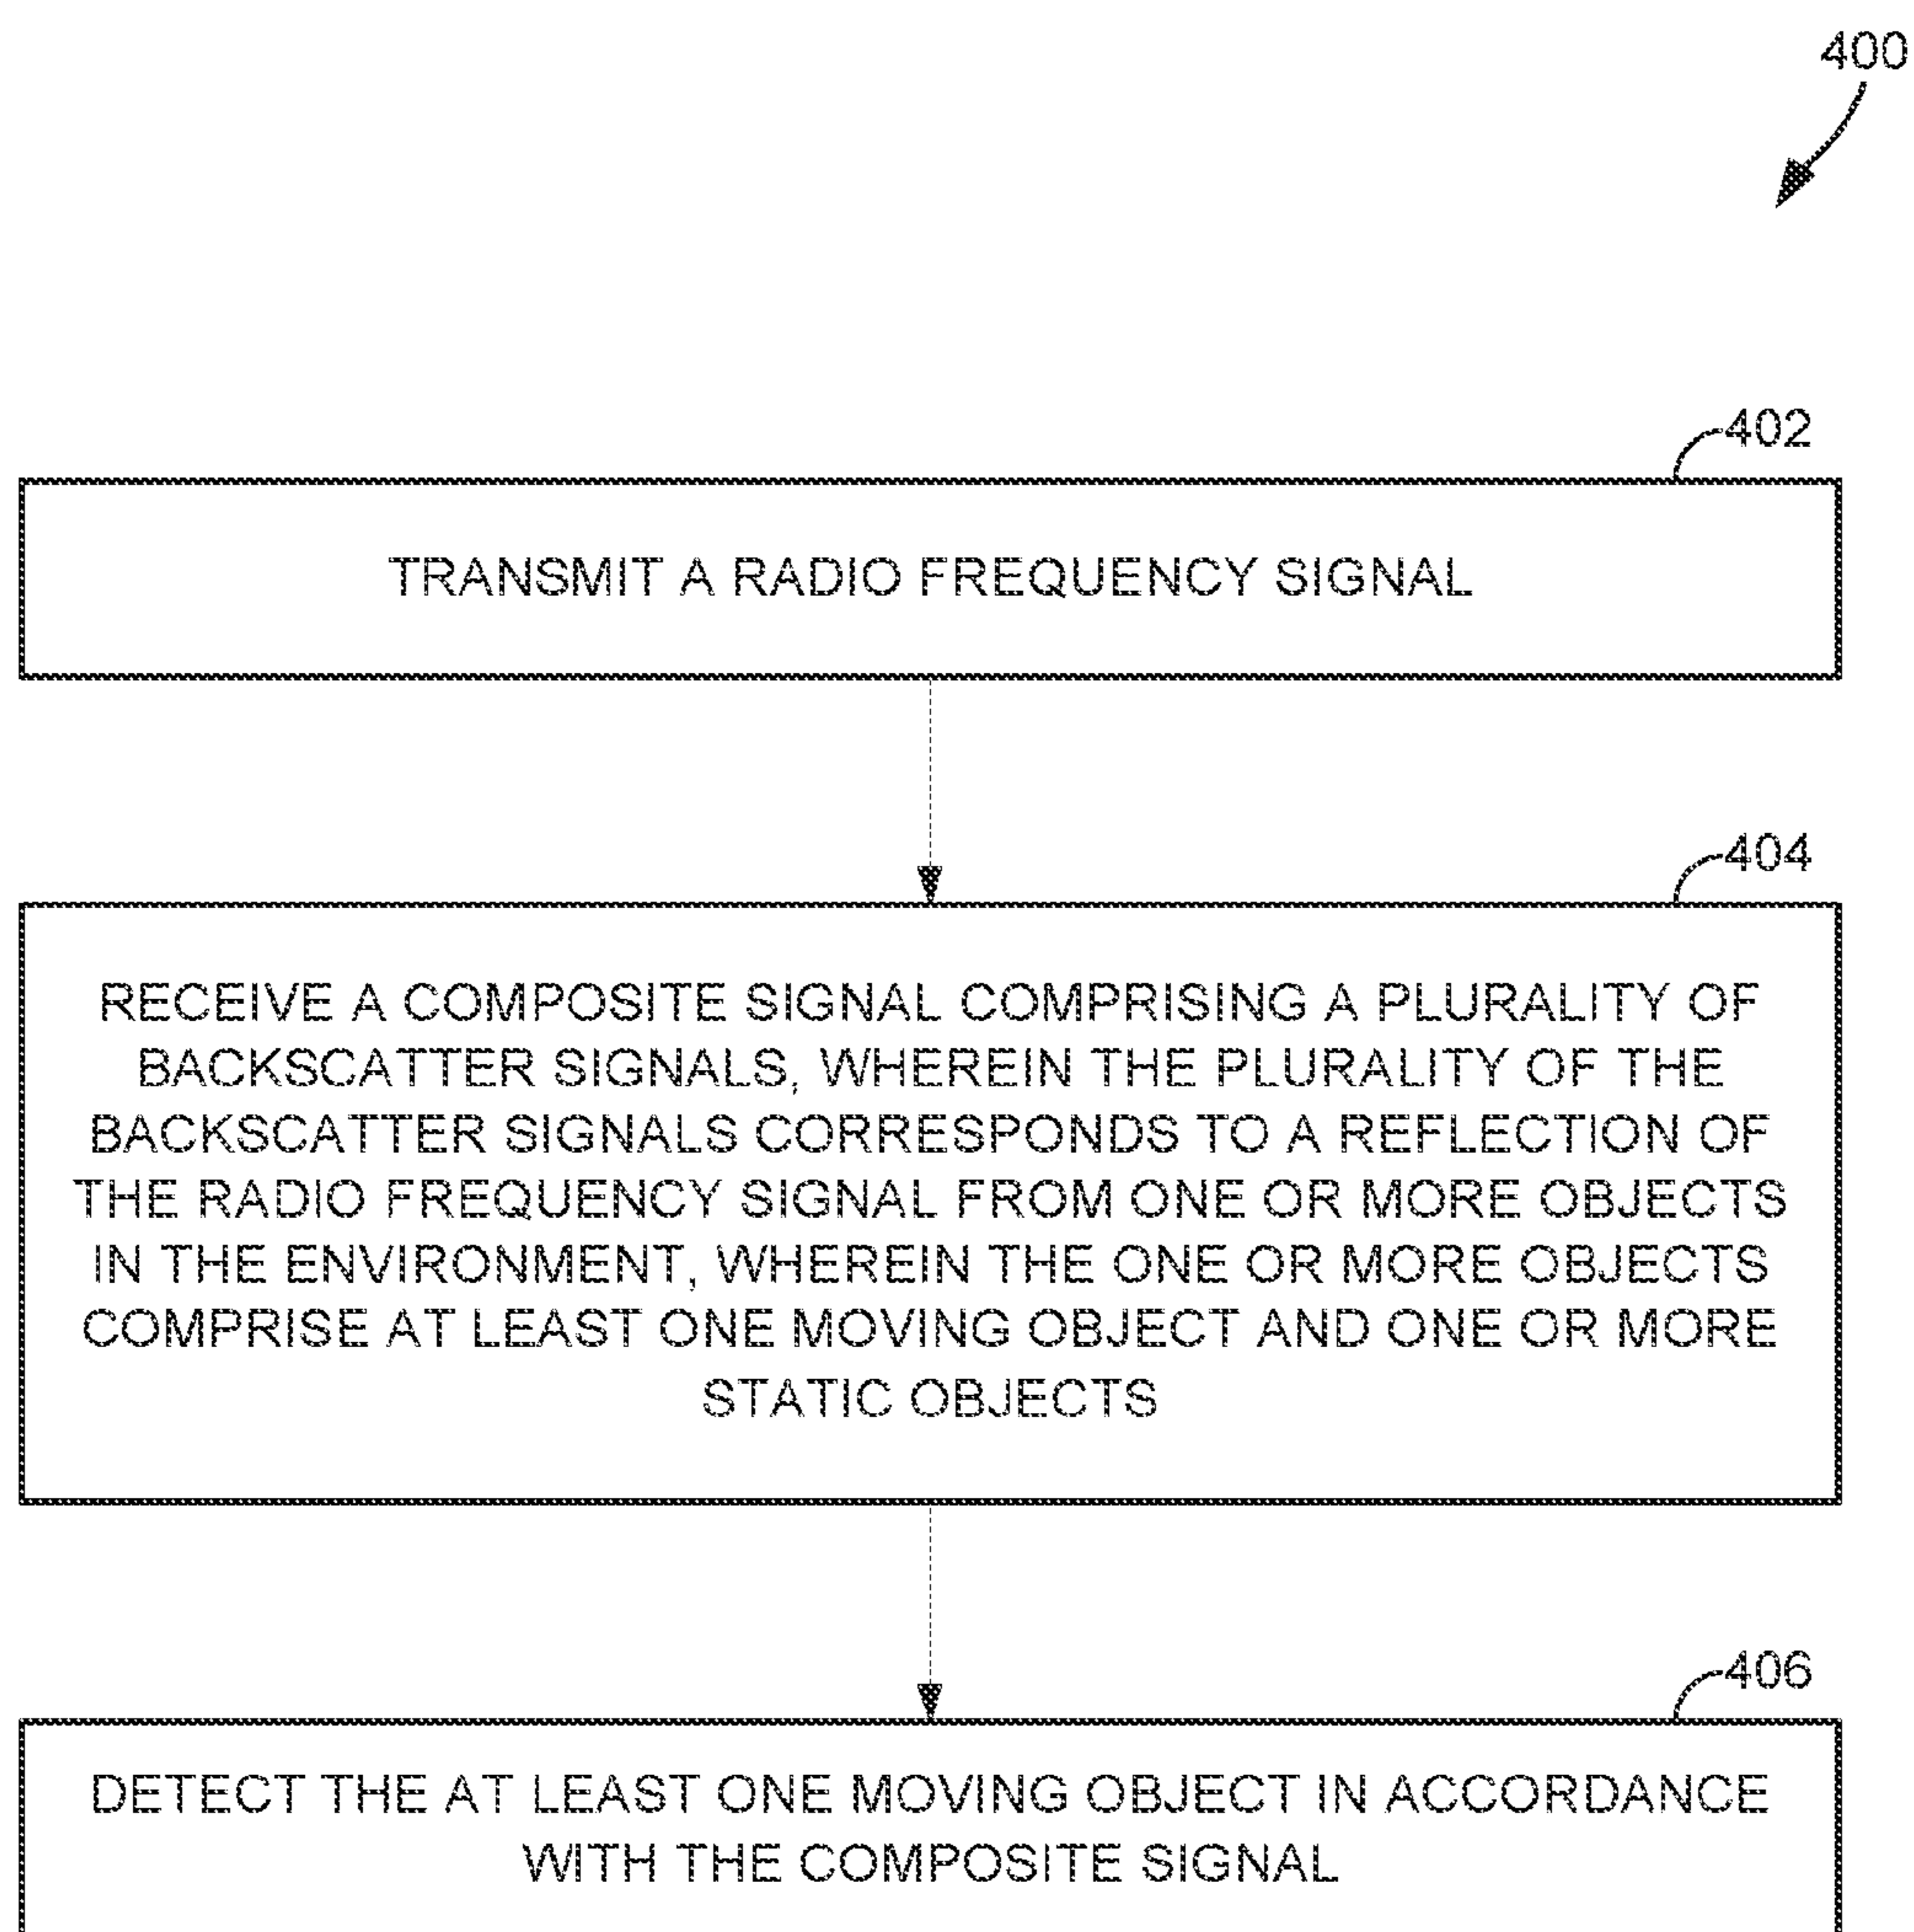 400
402
TRANSMIT A RADIO FREQUENCY SIGNAL
404
RECEIVE A COMPOSITE SIGNAL COMPRISING A PLURALITY OF
BACKSCATTER SIGNALS, WHEREIN THE PLURALITY OF THE
BACKSCATTER SIGNALS CORRESPONDS TO A REFLECTION OF
THE RADIO FREQUENCY SIGNAL FROM ONE OR MORE OBJECTS
IN THE ENVIRONMENT, WHEREIN THE ONE OR MORE OBJECTS
COMPRISE AT LEAST ONE MOVING OBJECT AND ONE OR MORE
STATIC OBJECTS
406
DETECT THE AT LEAST ONE MOVING OBJECT IN ACCORDANCE
WITH THE COMPOSITE SIGNAL